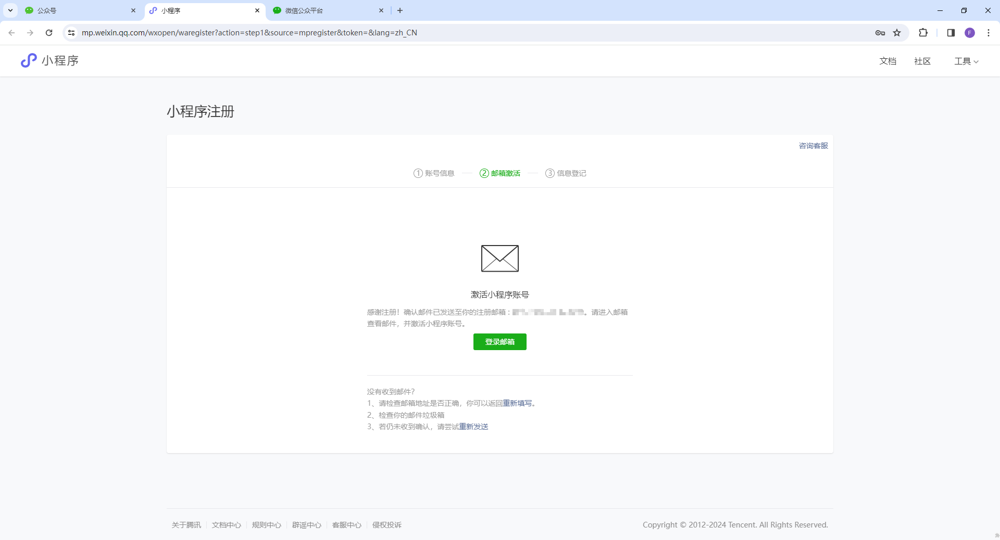 公众号
小程序
微信公众平台
mp.weixin.qq.com/wxopen/waregister?action=step1&source=mpregister&token=&lang=zh_CN
F
小程序
文档 社区 工具
小程序注册
咨询客服
1 账号信息 2 邮箱激活 3 信息登记
激活小程序账号
感谢注册！确认邮件已发送至你的注册邮箱：。请进入邮箱
查看邮件，并激活小程序账号。
登录邮箱
没有收到邮件？
1、请检查邮箱地址是否正确，你可以返回重新填写。
2、检查你的邮件垃圾箱
3、若仍未收到确认，请尝试重新发送
关于腾讯 文档中心 规则中心 辟谣中心 客服中心 侵权投诉
Copyright © 2012-2024 Tencent. All Rights Reserved.